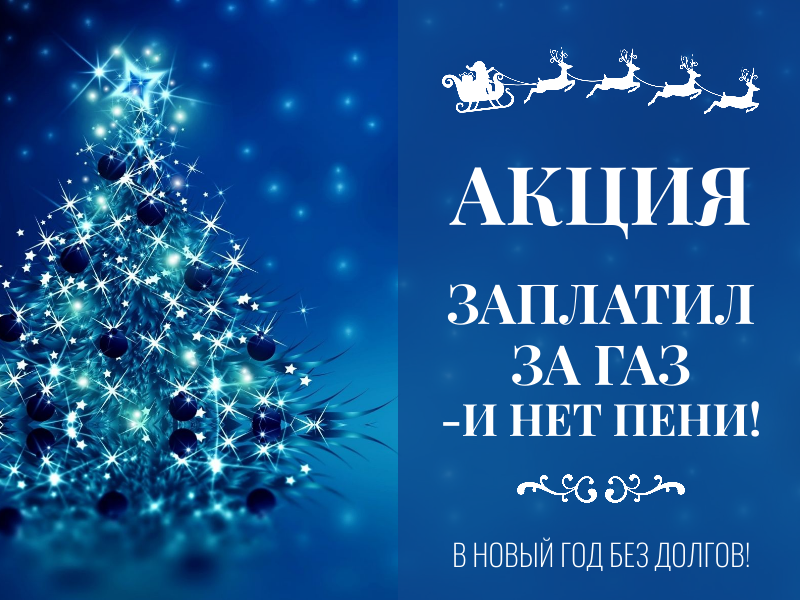 АКЦИЯ
ЗАПЛАТИЛ
ЗА ГАЗ
-И НЕТ ПЕНИ!
В НОВЫЙ ГОД БЕЗ ДОЛГОВ!